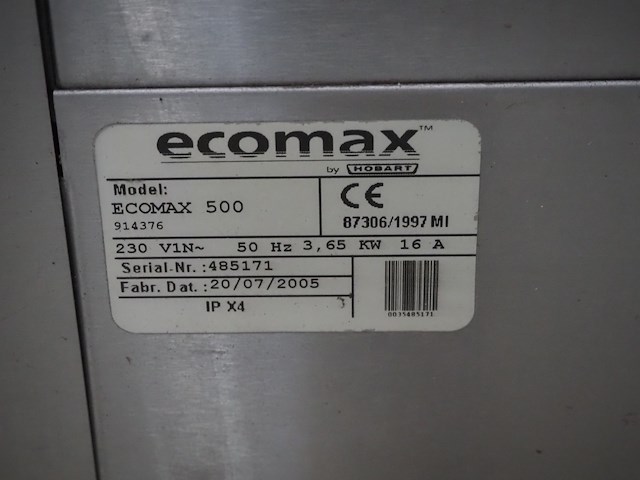 ecomax™
by HOBART
Model:
ECOMAX 500
914376
CE
87306/1997 MI
230 V1N~ 50 Hz 3,65 KW 16 A
Serial-Nr.:485171
Fabr. Dat.:20/07/2005
IP X4
0035485171